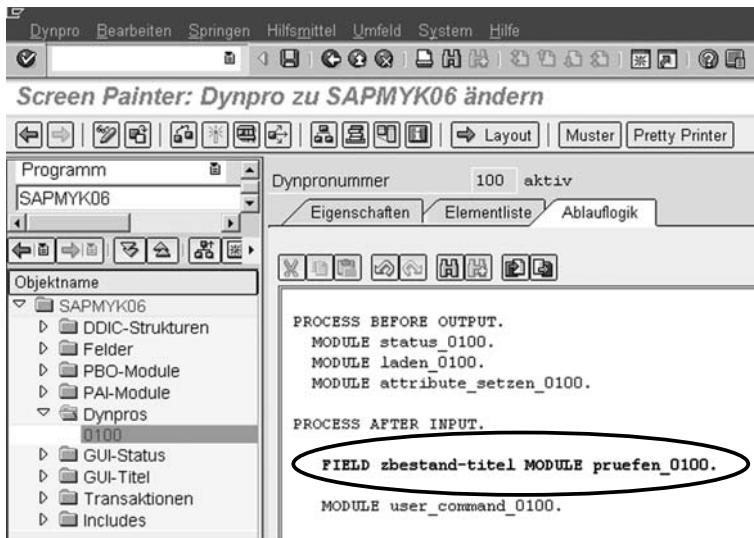 Dynpro Bearbeiten Springen Hilfsmittel Umfeld System Hilfe
Screen Painter: Dynpro zu SAPMYK06 ändern
Layout Muster Pretty Printer
Programm
SAPMYK06
Objektname
SAPMYK06
DDIC-Strukturen
Felder
PBO-Module
PAI-Module
Dynpros
0100
GUI-Status
GUI-Titel
Transaktionen
Includes
Dynpronummer 100 aktiv
Eigenschaften Elementliste Ablauflogik
PROCESS BEFORE OUTPUT.
MODULE status_0100.
MODULE laden_0100.
MODULE attribute_setzen_0100.
PROCESS AFTER INPUT.
FIELD zbestand-titel MODULE pruefen_0100.
MODULE user_command_0100.